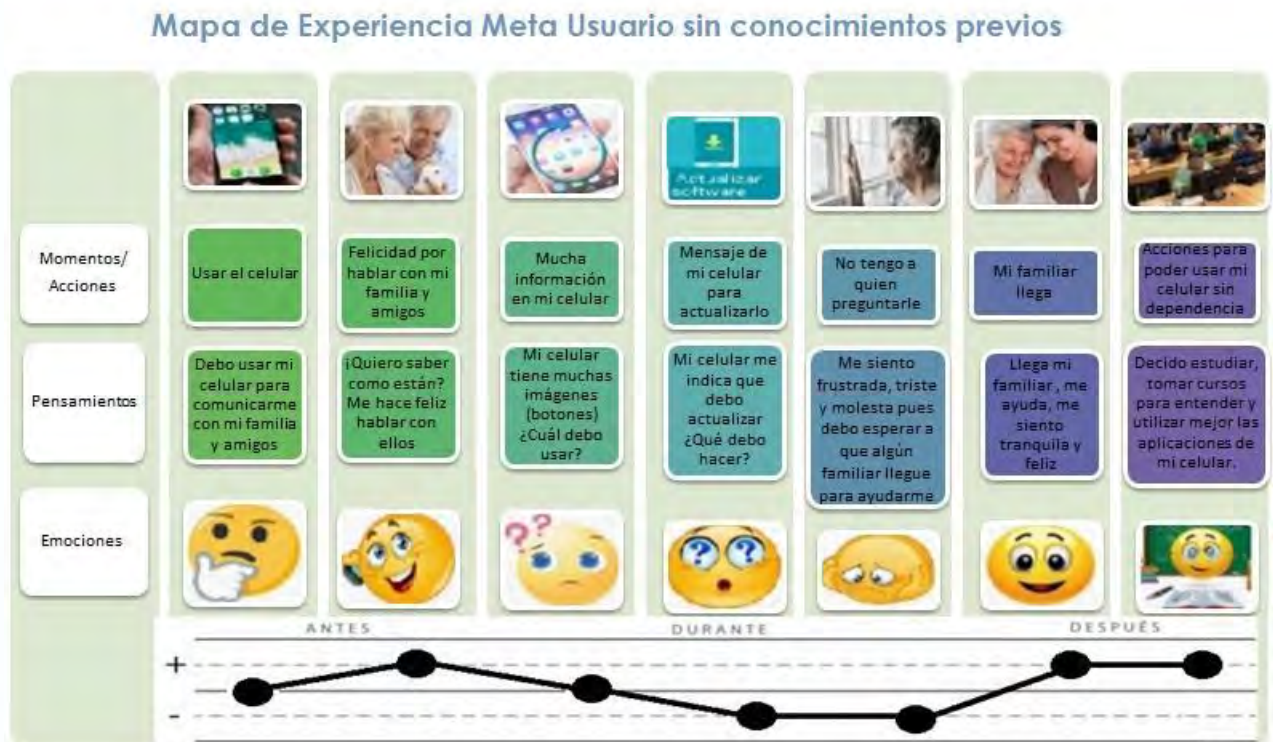 Mapa de Experiencia Meta Usuario sin conocimientos previos
Actualizar
software
Momentos/
Acciones
Usar el celular
Felicidad por
hablar con mi
familia y
amigos
Mucha
información
en mi celular
Mensaje de
mi celular
para
actualizarlo
No tengo a
quien
preguntarle
Mi familiar
llega
Acciones para
poder usar mi
celular sin
dependencia
Pensamientos
Debo usar mi
celular para
comunicarme
con mi familia
y amigos
¡Quiero saber
como están?
Me hace feliz
hablar con
ellos
Mi celular
tiene muchas
imágenes
(botones)
¿Cuál debo
usar?
Mi celular me
indica que
debo
actualizar
¿Qué debo
hacer?
Me siento
frustrada, triste
y molesta pues
debo esperar a
que algún
familiar llegue
para ayudarme
Llega mi
familiar , me
ayuda, me
siento
tranquila y
feliz
Decido estudiar,
tomar cursos
para entender y
utilizar mejor las
aplicaciones de
mi celular.
Emociones
??
? ?
ANTES
DURANTE
DESPUÉS
+
-